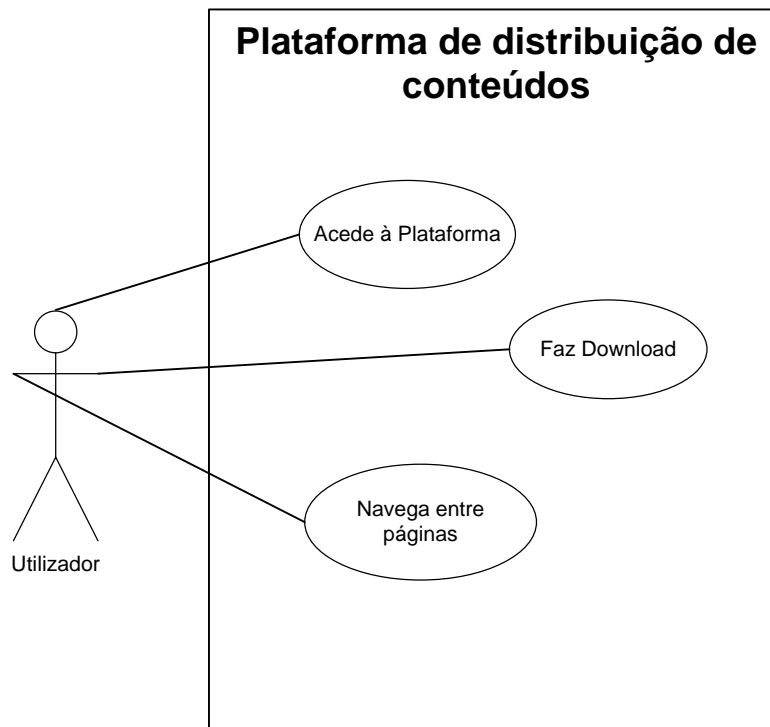 Plataforma de distribuição de
conteúdos
Acede à Plataforma
Faz Download
Navega entre
páginas
Utilizador